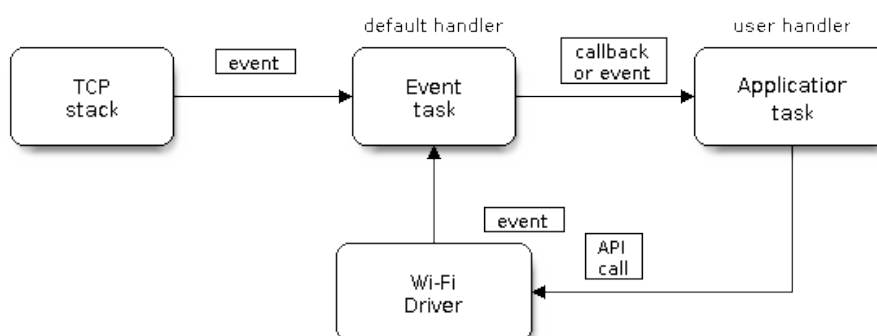 default handler
user handler
event
callback
or event
TCP
stack
Event
task
Application
task
event
API
call
Wi-Fi
Driver